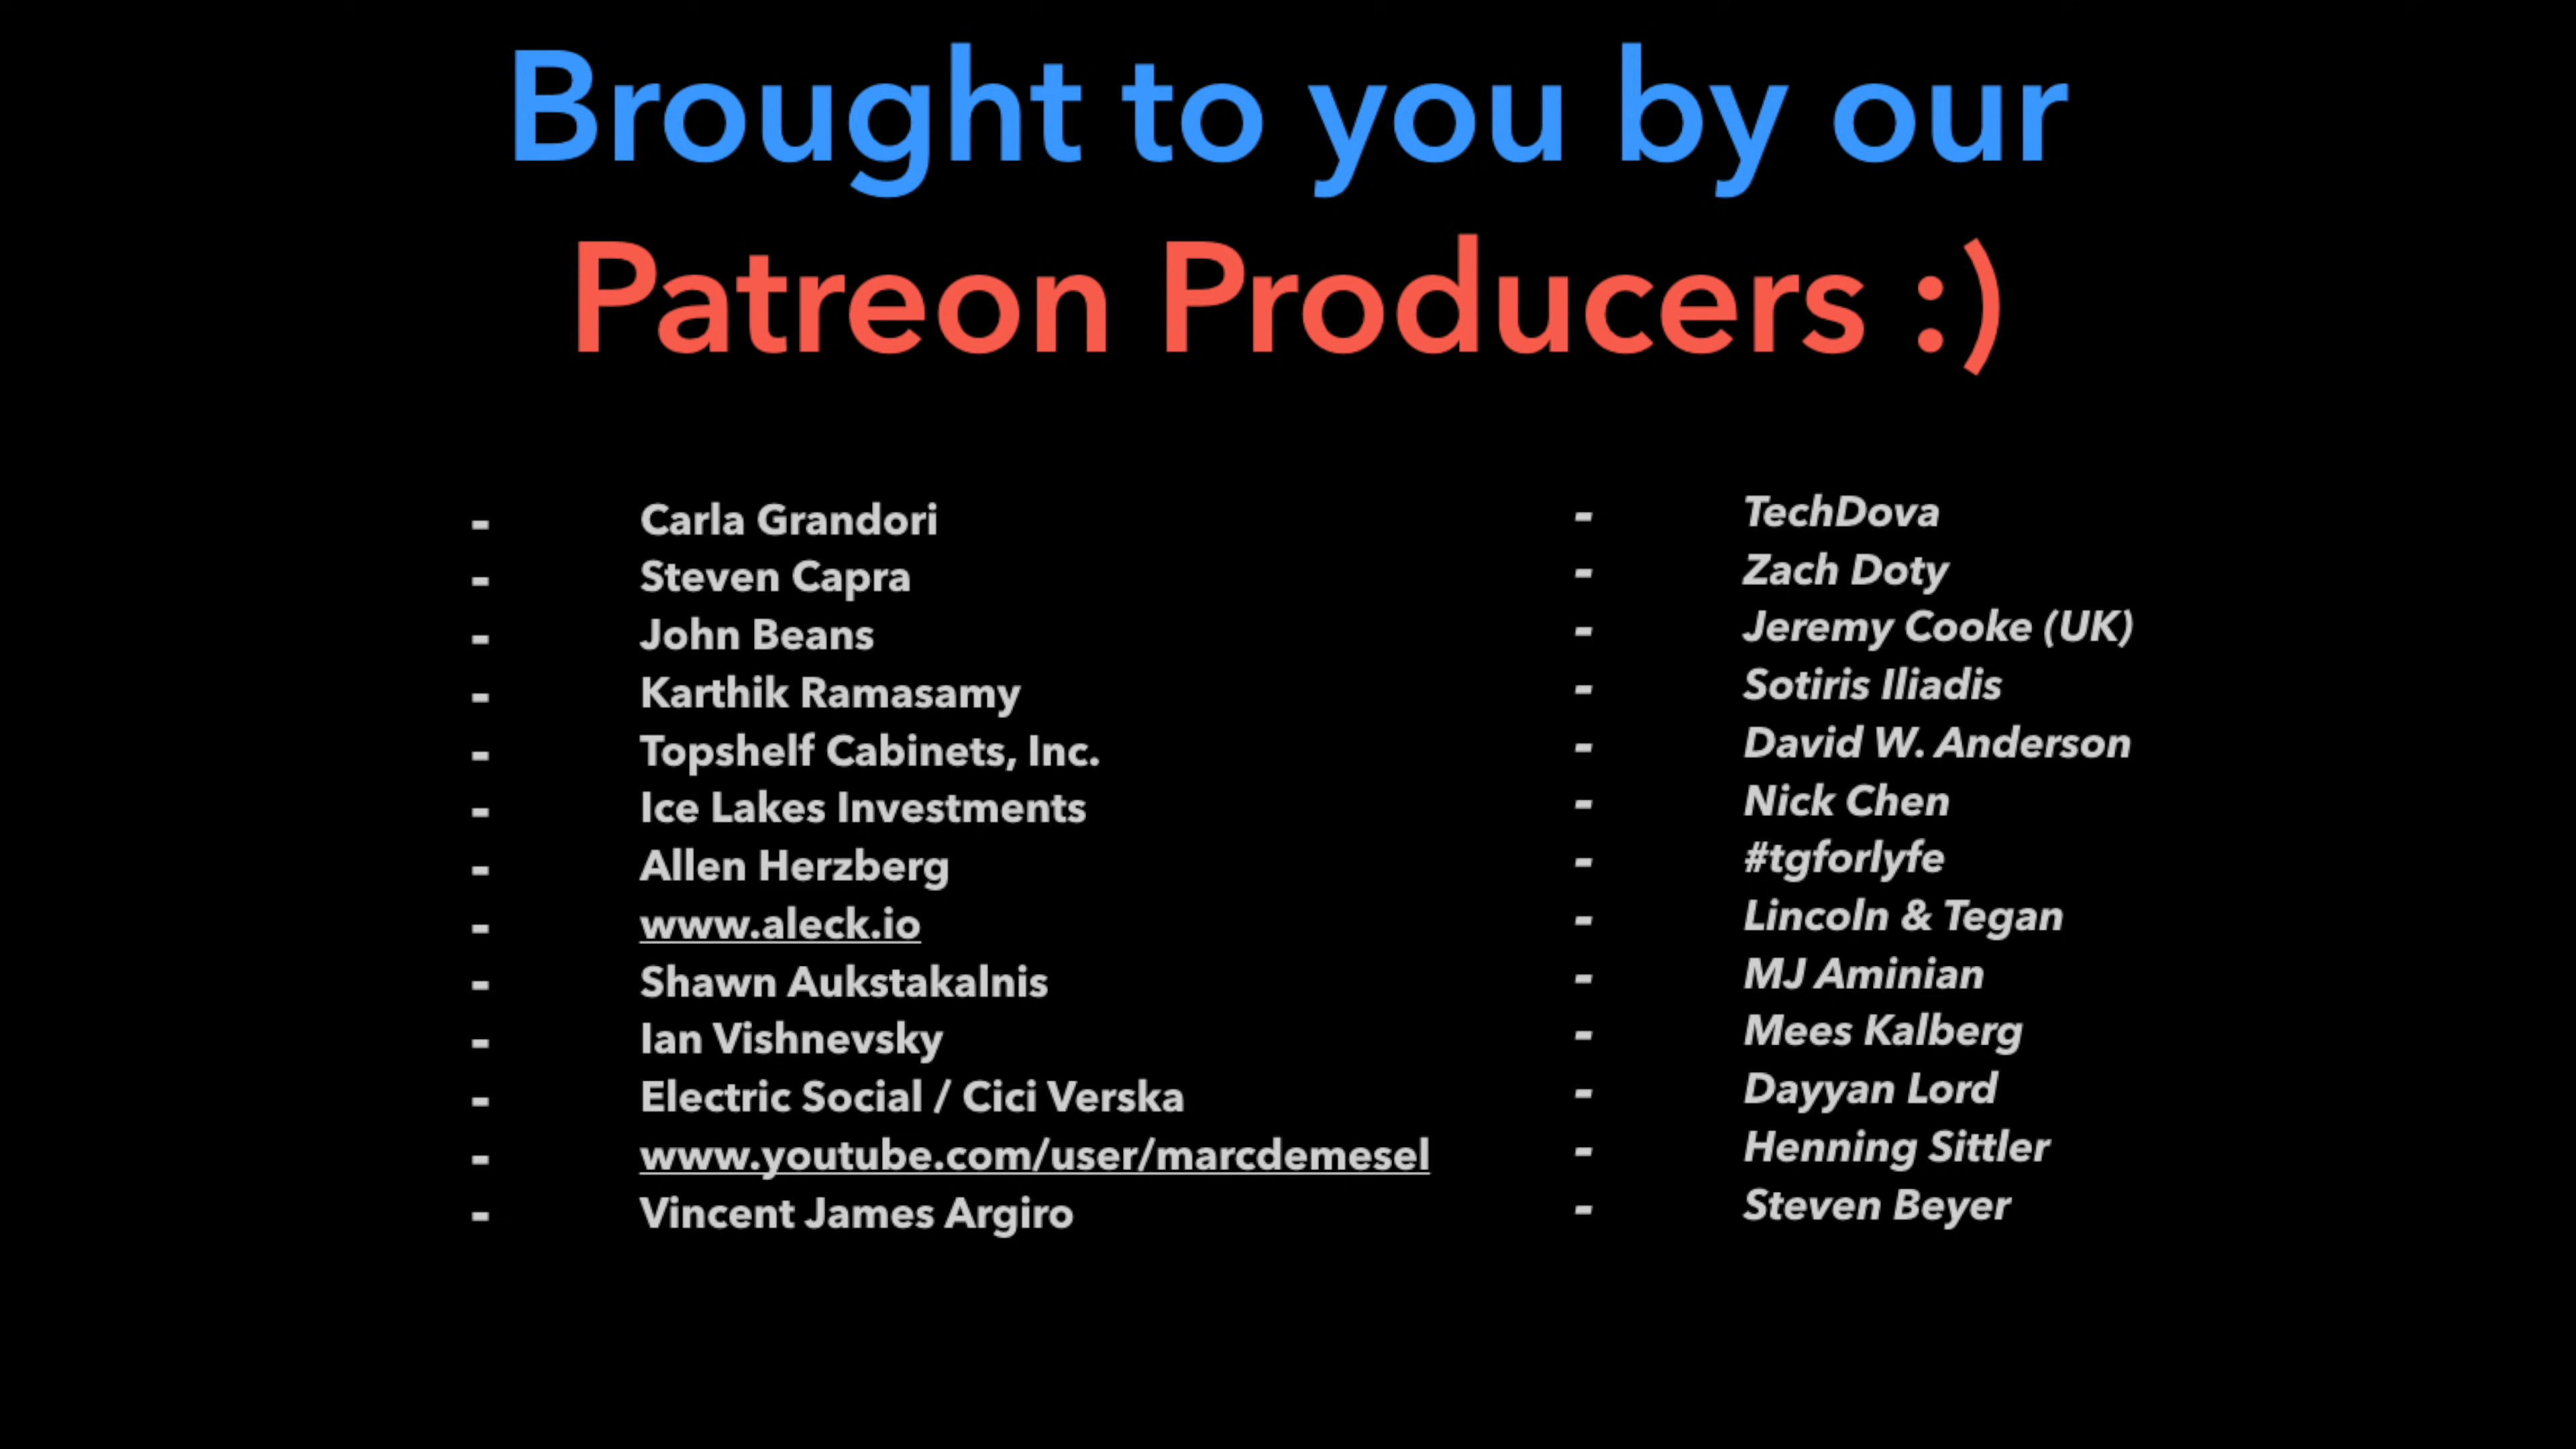 Brought to you by our
Patreon Producers :)
- Carla Grandori
- Steven Capra
- John Beans
- Karthik Ramasamy
- Topshelf Cabinets, Inc.
- Ice Lakes Investments
- Allen Herzberg
- www.aleck.io
- Shawn Aukstakalnis
- Ian Vishnevsky
- Electric Social / Cici Verska
- www.youtube.com/user/marcdemesel
- Vincent James Argiro
- TechDova
- Zach Doty
- Jeremy Cooke (UK)
- Sotiris Iliadis
- David W. Anderson
- Nick Chen
- #tgforlyfe
- Lincoln & Tegan
- MJ Aminian
- Mees Kalberg
- Dayyan Lord
- Henning Sittler
- Steven Beyer